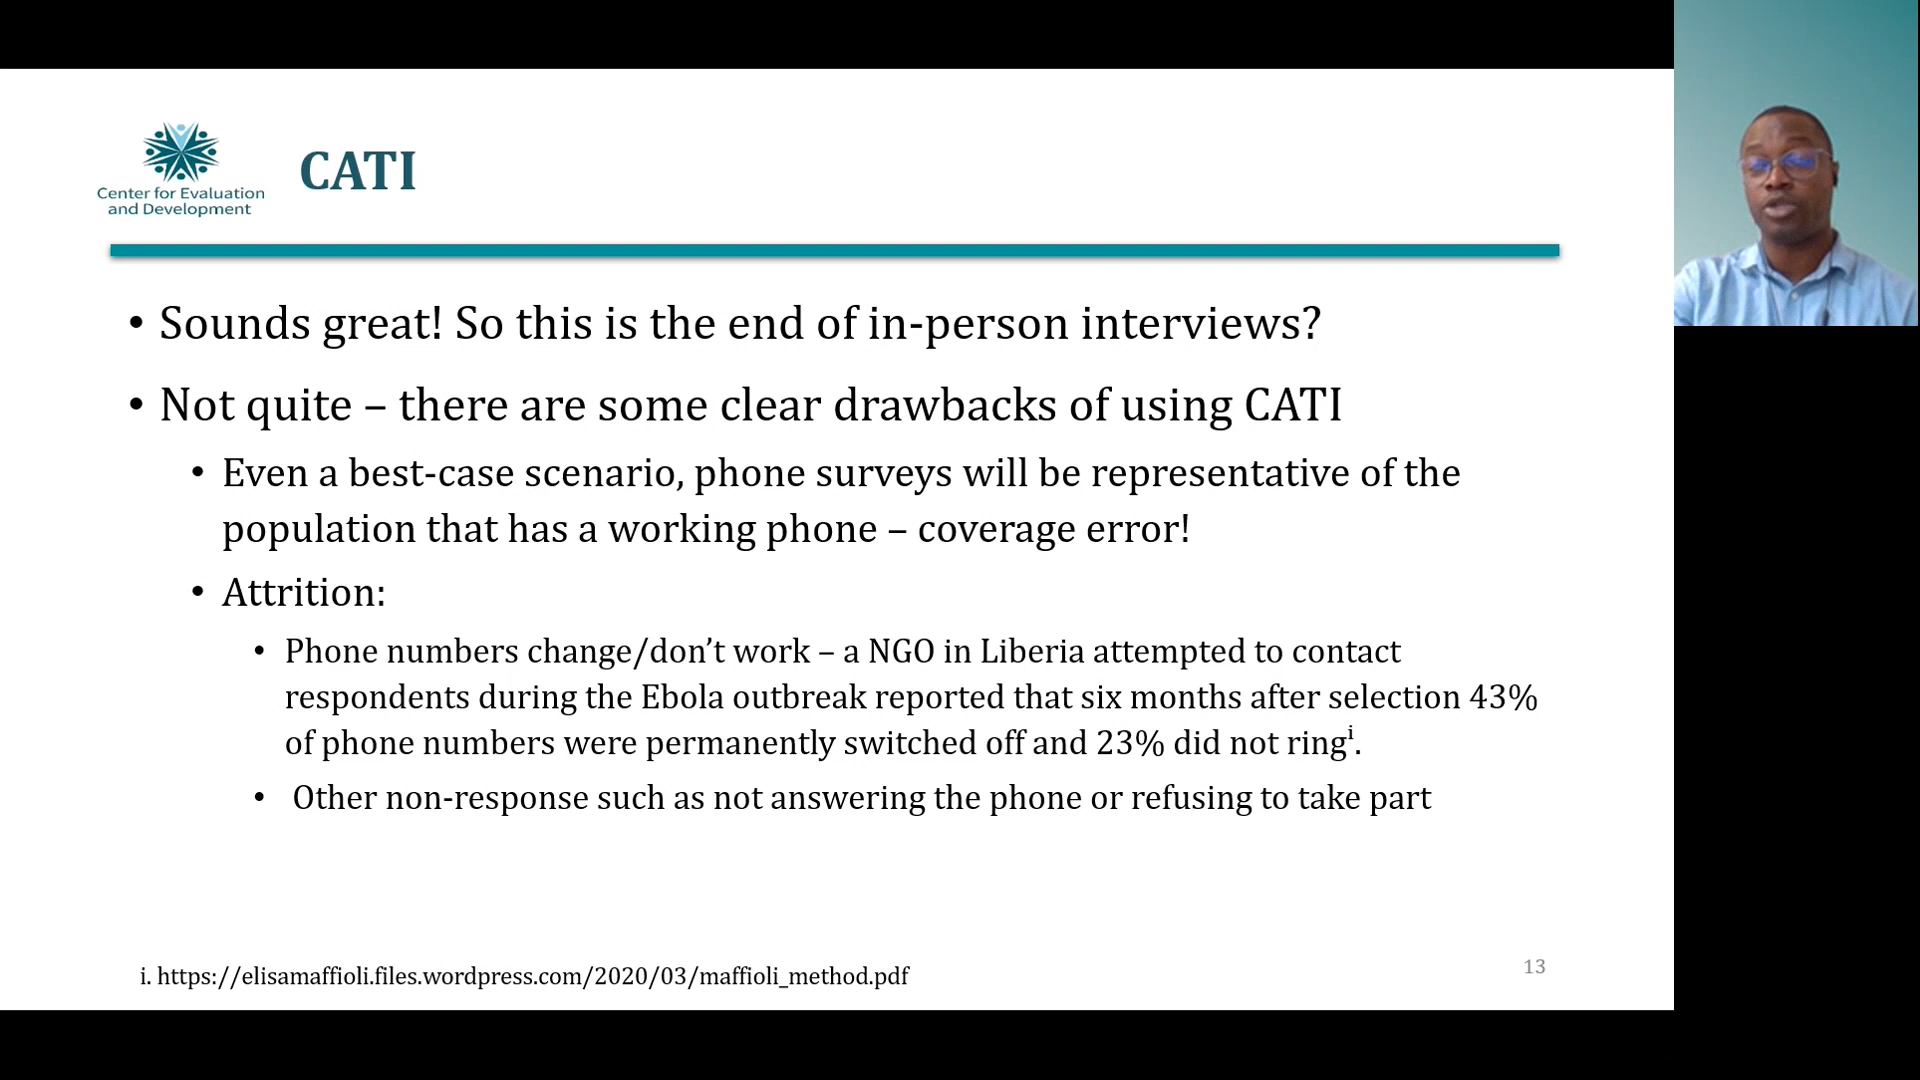 Center for Evaluation
and Development
CATI
• Sounds great! So this is the end of in-person interviews?
• Not quite – there are some clear drawbacks of using CATI
• Even a best-case scenario, phone surveys will be representative of the
population that has a working phone – coverage error!
• Attrition:
• Phone numbers change/don’t work – a NGO in Liberia attempted to contact
respondents during the Ebola outbreak reported that six months after selection 43%
of phone numbers were permanently switched off and 23% did not ringⁱ.
• Other non-response such as not answering the phone or refusing to take part
i. https://elisamaffioli.files.wordpress.com/2020/03/maffioli_method.pdf
13